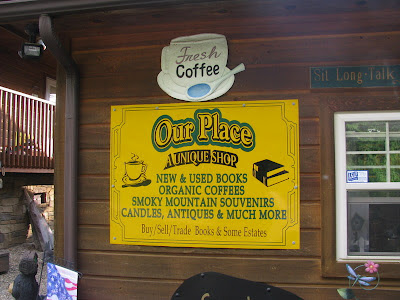 Fresh
Coffee
Sit Long-Talk
Our Place
A UNIQUE SHOP
NEW & USED BOOKS
ORGANIC COFFEES
SMOKY MOUNTAIN SOUVENIRS
CANDLES, ANTIQUES & MUCH MORE
Buy/Sell/Trade Books & Some Estates